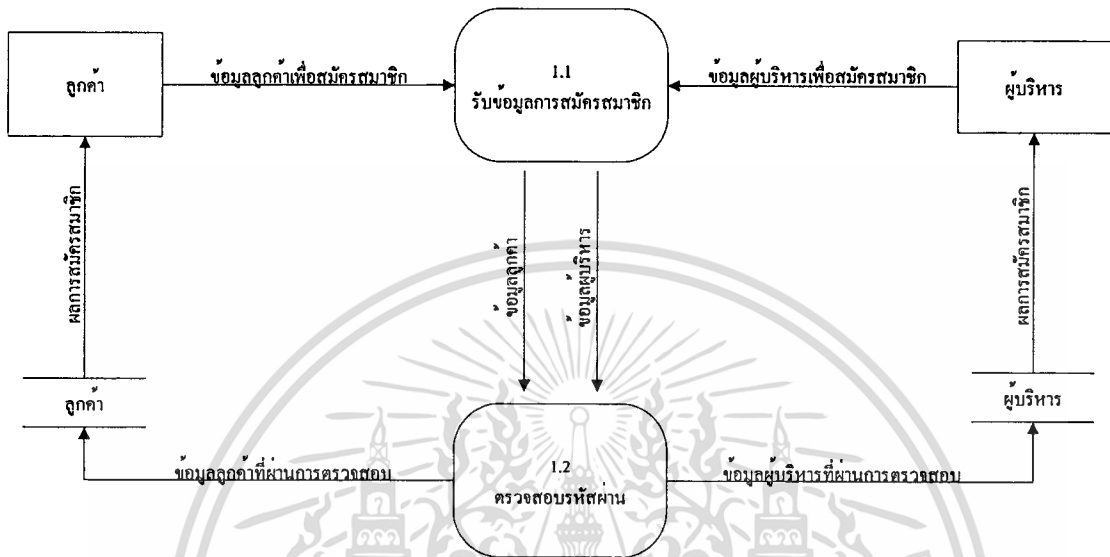 ลูกค้า
ข้อมูลลูกค้าเพื่อสมัครสมาชิก
1.1
รับข้อมูลการสมัครสมาชิก
ข้อมูลผู้บริหารเพื่อสมัครสมาชิก
ผู้บริหาร
ผลการสมัครสมาชิก
ข้อมูลลูกค้า
ข้อมูลผู้บริหาร
ผลการสมัครสมาชิก
ลูกค้า
ผู้บริหาร
ข้อมูลลูกค้าที่ผ่านการตรวจสอบ
1.2
ตรวจสอบรหัสผ่าน
ข้อมูลผู้บริหารที่ผ่านการตรวจสอบ